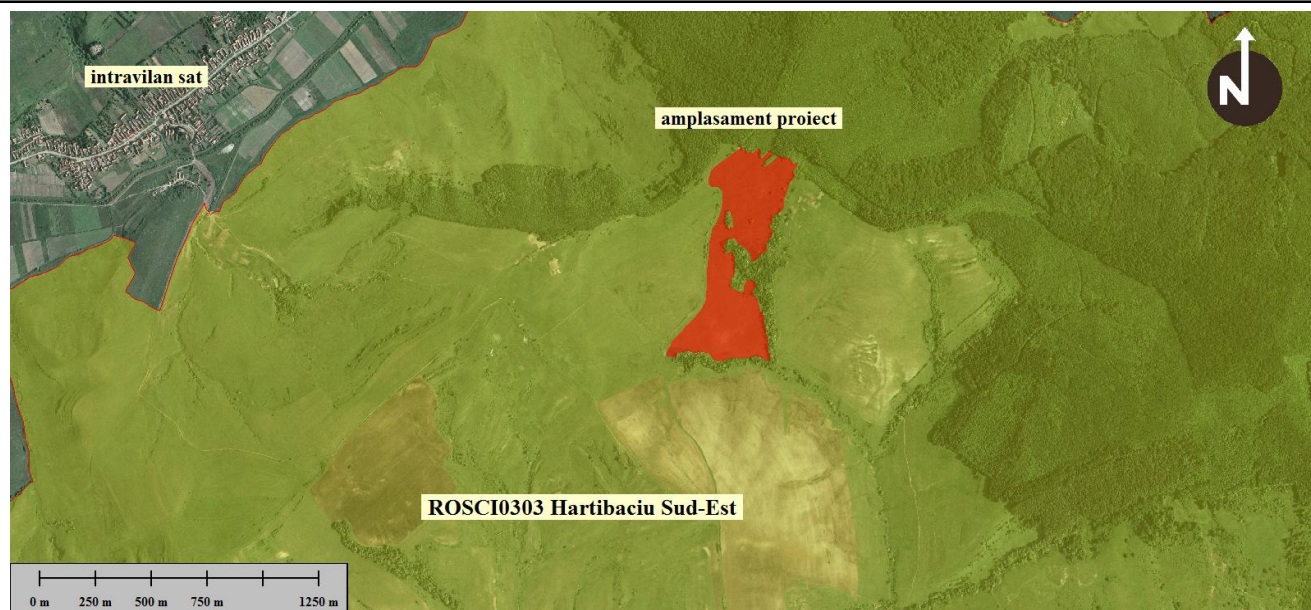 intravilan sat
amplasament proiect
N
ROSCI0303 Hartibaciu Sud-Est
0 m 250 m 500 m 750 m 1250 m